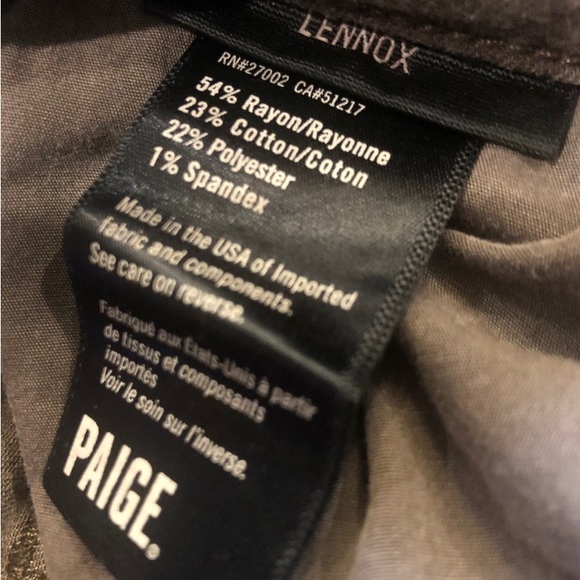 LENNOX
RN#27002 CA#51217
54% Rayon/Rayonne
23% Cotton/Coton
22% Polyester
1% Spandex
Made in the USA of Imported
fabric and components.
See care on reverse.
Fabriqué aux États-Unis à partir
de tissus et composants
importés
Voir le soin sur l'inverse.
PAIGE®